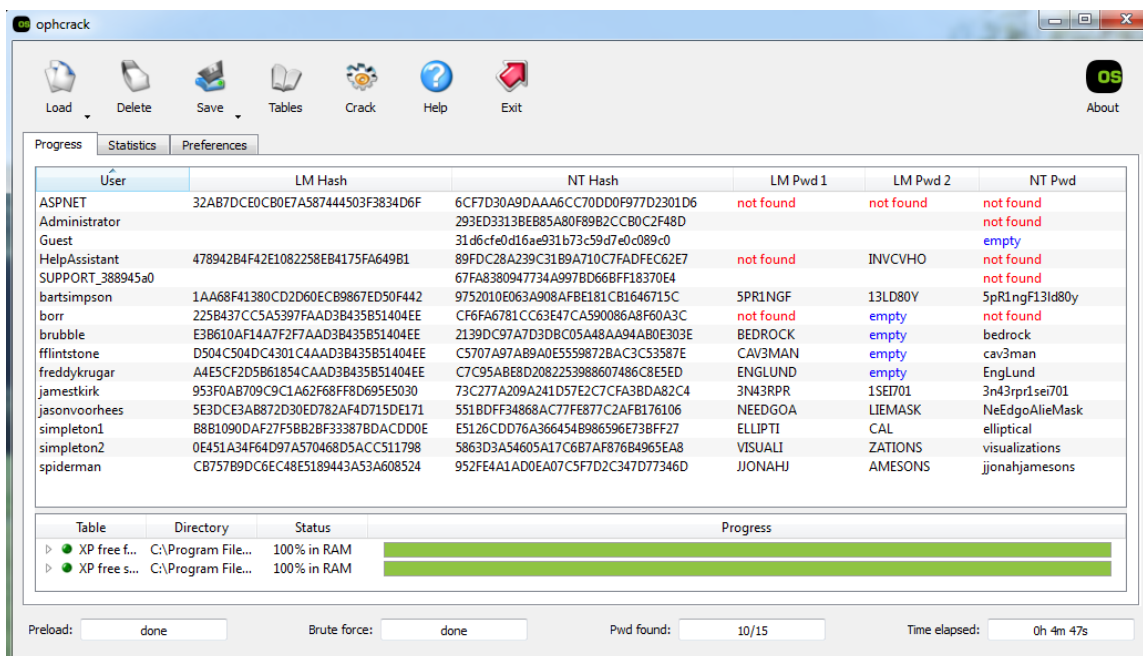 os ophcrack
Load Delete Save Tables Crack Help Exit OS About
Progress Statistics Preferences
User LM Hash NT Hash LM Pwd 1 LM Pwd 2 NT Pwd
ASPNET 32AB7DCE0CB0E7A587444503F3834D6F 6CF7D30A9DAAA6CC70DD0F977D2301D6 not found not found not found
Administrator 293ED3313BEB85A80F89B2CCB0C2F48D not found
Guest 31d6cfe0d16ae931b73c59d7e0c089c0 empty
HelpAssistant 478942B4F42E1082258EB4175FA649B1 89FDC28A239C31B9A710C7FADFEC62E7 not found INVCVHO not found
SUPPORT_388945a0 67FA8380947734A997BD66BFF18370E4 not found
bartsimpson 1AA68F41380CD2D60ECB9867ED50F442 9752010E063A908AFBE181CB1646715C 5PR1NGF 13LD80Y 5pR1ngF13ld80y
borr 225B437CC5A5397FAAD3B435B51404EE CF6FA6781CC63E47CA590086A8F60A3C not found empty not found
brubble E3B610AF14A7F2F7AAD3B435B51404EE 2139DC97A7D3DBC05A48AA94AB0E303E BEDROCK empty bedrock
fflintstone D504C504DC4301C4AAD3B435B51404EE C5707A97AB9A0E5559872BAC3C53587E CAV3MAN empty cav3man
freddykrugar A4E5CF2D5B61854CAAD3B435B51404EE C7C95ABE8D2082253988607486C8E5ED ENGLUND empty EngLund
jamestkirk 953F0AB709C9C1A62F68FF8D695E5030 73C277A209A241D57E2C7CFA3BDA82C4 3N43RPR 1SEI701 3n43rpr1sei701
jasonvoorhees 5E3DCE3AB872D30ED782AF4D715DE171 551BDFF34868AC77FE877C2AFB176106 NEEDGOA LIEMASK NeEdgoAlieMask
simpleton1 B8B1090DAF27F5BB2BF33387BDACDD0E E5126CDD76A366454B986596E73BFF27 ELLIPTI CAL elliptical
simpleton2 0E451A34F64D97A570468D5ACC511798 5863D3A54605A17C6B7AF876B4965EA8 VISUALI ZATIONS visualizations
spiderman CB757B9DC6EC48E5189443A53A608524 952FE4A1AD0EA07C5F7D2C347D77346D JJONAHJ AMESONS jjonahjamesons
Table Directory Status Progress
XP free f... C:\Program File... 100% in RAM
XP free s... C:\Program File... 100% in RAM
Preload: done Brute force: done Pwd found: 10/15 Time elapsed: 0h 4m 47s